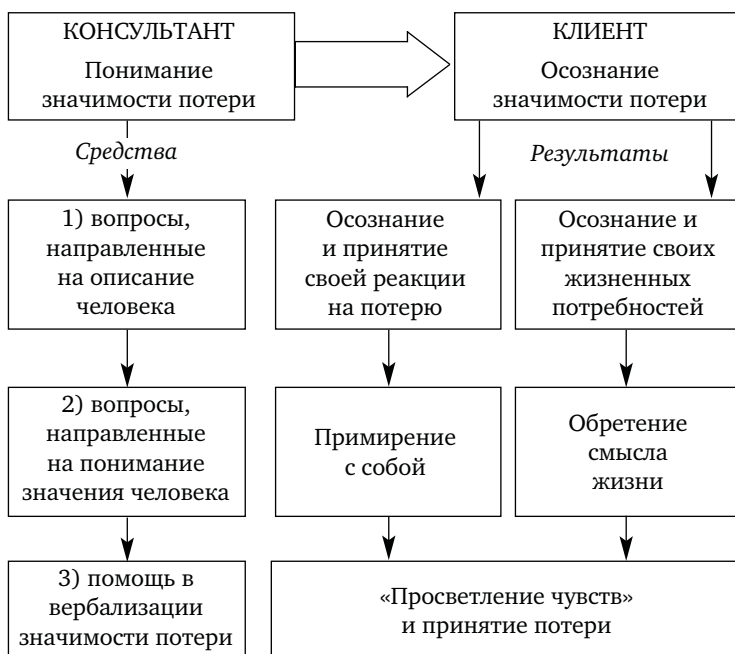 КОНСУЛЬТАНТ
Понимание
значимости потери
КЛИЕНТ
Осознание
значимости потери
Средства
Результаты
1) вопросы,
направленные
на описание
человека
Осознание
и принятие
своей реакции
на потерю
Осознание и
принятие своих
жизненных
потребностей
2) вопросы,
направленные
на понимание
значения человека
Примирение
с собой
Обретение
смысла
жизни
3) помощь в
вербализации
значимости потери
«Просветление чувств»
и принятие потери